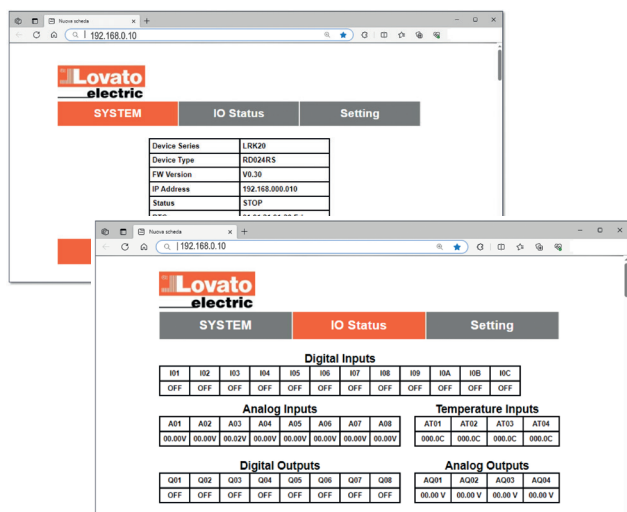 Nuova scheda
192.168.0.10
Lovato
electric
SYSTEM IO Status Setting
Device Series LRK20
Device Type RD024RS
FW Version V0.30
IP Address 192.168.000.010
Status STOP
Nuova scheda
192.168.0.10
Lovato
electric
SYSTEM IO Status Setting
Digital Inputs
I01 I02 I03 I04 I05 I06 I07 I08 I09 I0A I0B I0C
OFF OFF OFF OFF OFF OFF OFF OFF OFF OFF OFF OFF
Analog Inputs Temperature Inputs
A01 A02 A03 A04 A05 A06 A07 A08 AT01 AT02 AT03 AT04
00.00V 00.00V 00.02V 00.00V 00.00V 00.00V 00.00V 00.00V 000.0C 000.0C 000.0C 000.0C
Digital Outputs Analog Outputs
Q01 Q02 Q03 Q04 Q05 Q06 Q07 Q08 AQ01 AQ02 AQ03 AQ04
OFF OFF OFF OFF OFF OFF OFF OFF 00.00 V 00.00 V 00.00 V 00.00 V